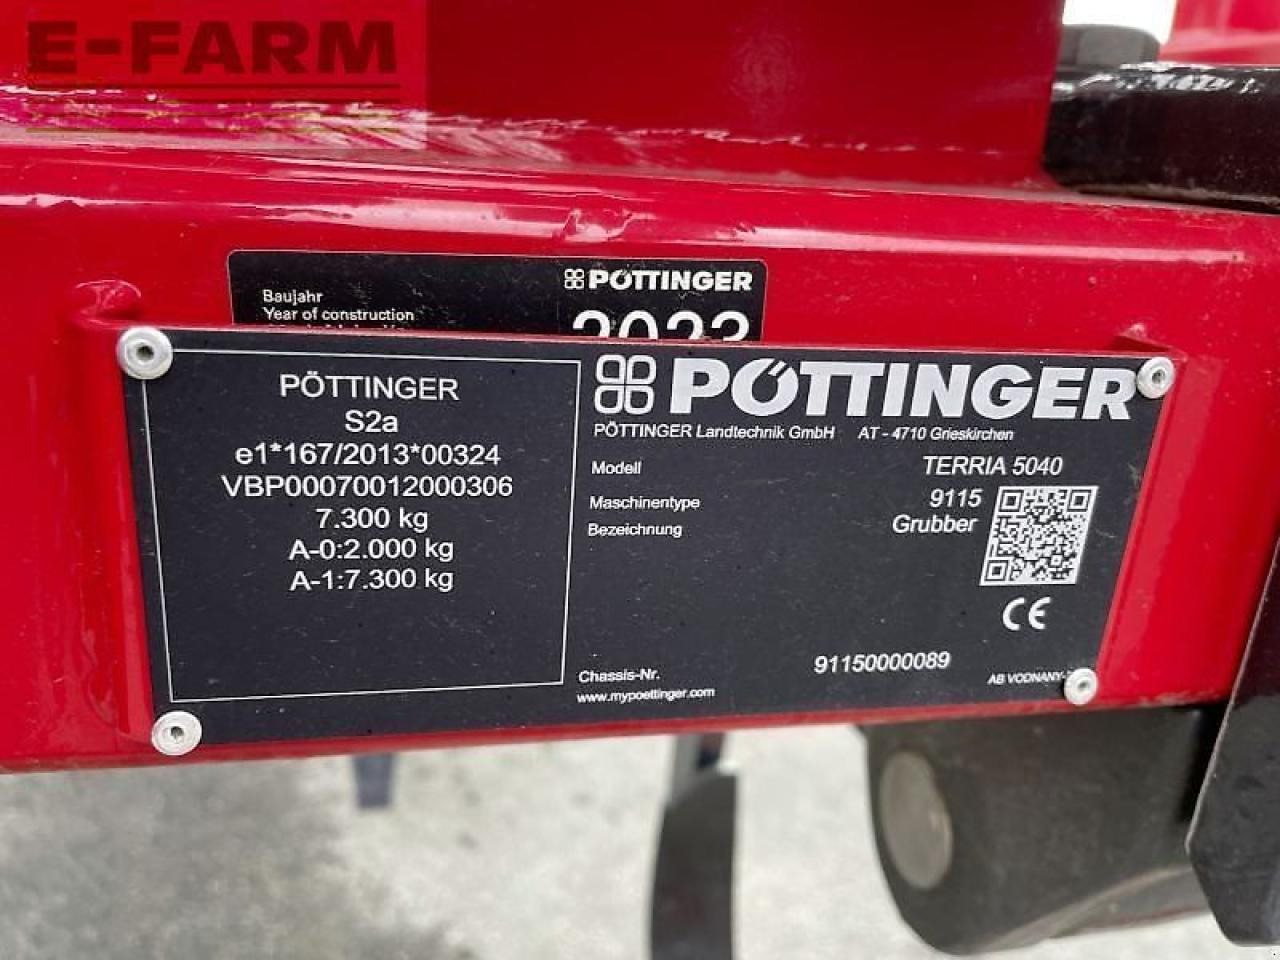 E-FARM
PÖTTINGER
Baujahr
Year of construction
2023
PÖTTINGER
S2a
e1*167/2013*00324
VBP00070012000306
7.300 kg
A-0:2.000 kg
A-1:7.300 kg
PÖTTINGER
PÖTTINGER Landtechnik GmbH AT - 4710 Grieskirchen
Modell TERRIA 5040
Maschinentype 9115
Bezeichnung Grubber
CE
Chassis-Nr. 91150000089
www.mypoettinger.com AB VODNANY-